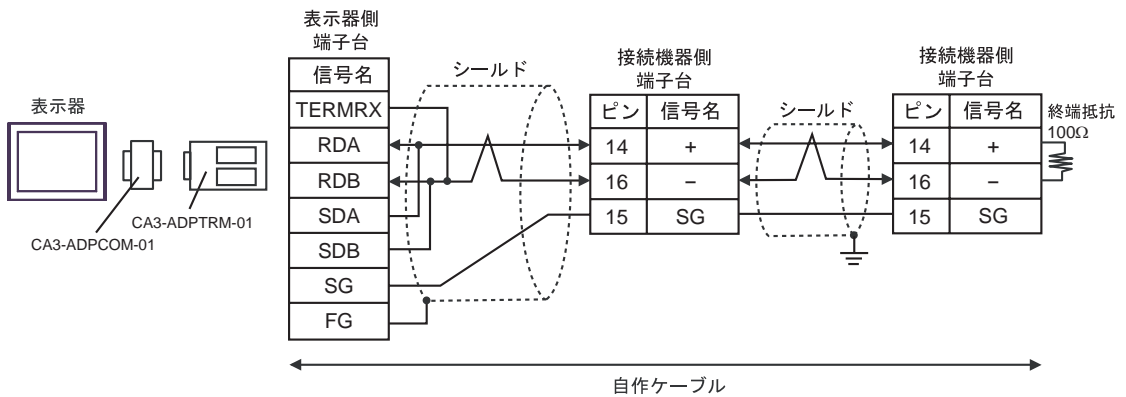 表示器
CA3-ADPCOM-01
CA3-ADPTRM-01
表示器側
端子台
信号名
TERMRX
RDA
RDB
SDA
SDB
SG
FG
シールド
接続機器側
端子台
ピン 信号名
14 +
16 –
15 SG
シールド
接続機器側
端子台
ピン 信号名
14 +
16 –
15 SG
終端抵抗
100Ω
自作ケーブル